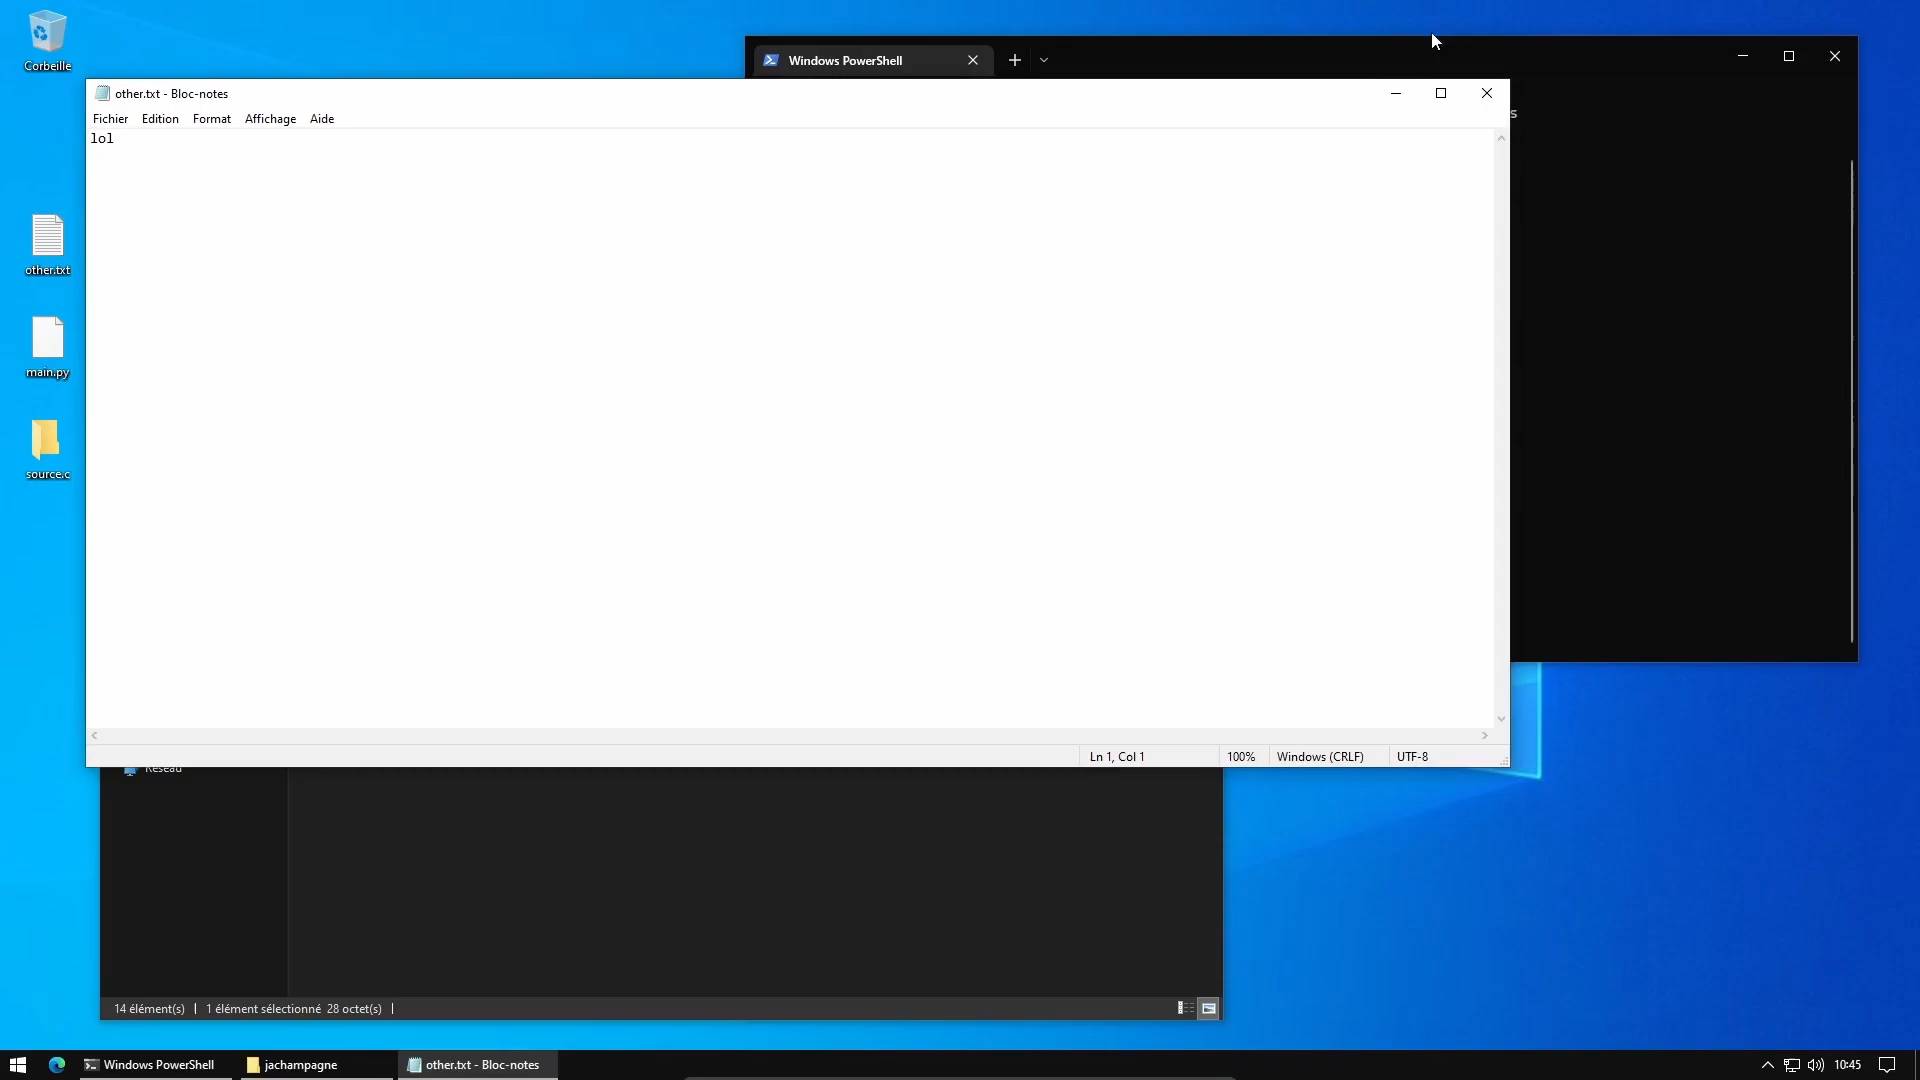 Corbeille
Windows PowerShell
other.txt - Bloc-notes
Fichier Edition Format Affichage Aide
s
lol
other.txt
main.py
source.c
Ln 1, Col 1 100% Windows (CRLF) UTF-8
Réseau
14 élément(s) 1 élément sélectionné 28 octet(s)
Windows PowerShell jachampagne other.txt - Bloc-notes 10:45